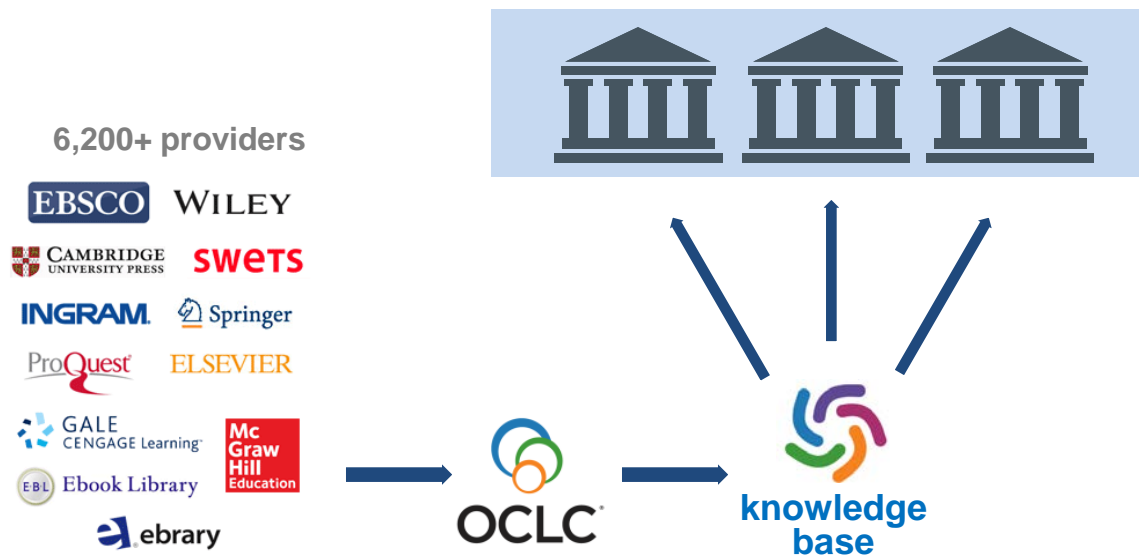 6,200+ providers
EBSCO
WILEY
CAMBRIDGE
UNIVERSITY PRESS
swets
INGRAM
Springer
ProQuest
ELSEVIER
GALE
CENGAGE Learning
Mc
Graw
Hill
Education
EBL Ebook Library
ebrary
OCLC
knowledge
base